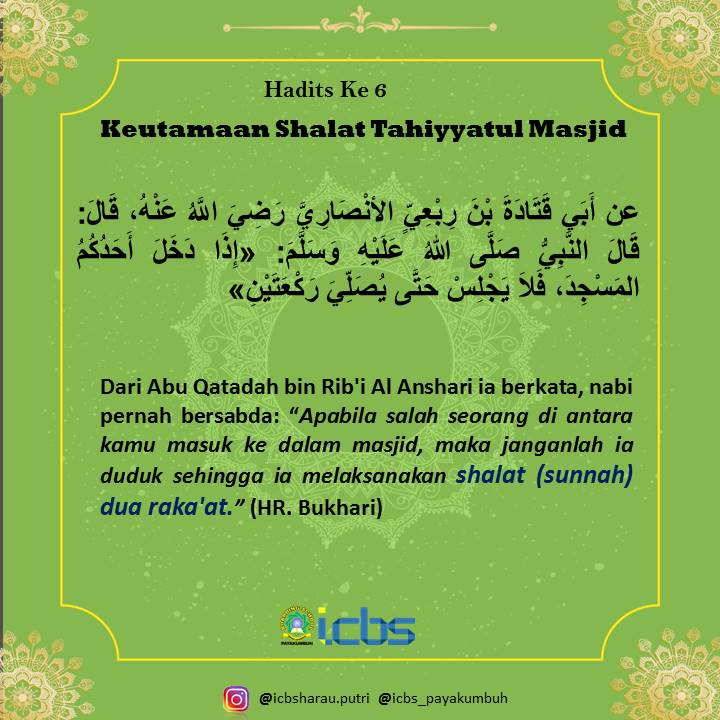 Hadits Ke 6
Keutamaan Shalat Tahiyyatul Masjid
عن أَبَي قَتَادَةَ بْنَ رِبْعِيٍّ الأنْصَارِيَّ رَضِيَ اللَّهُ عَنْهُ، قَالَ:
قَالَ النَّبِيُّ صَلَّى اللهُ عَلَيْهِ وَسَلَّمَ: «إِذَا دَخَلَ أَحَدُكُمُ
المَسْجِدَ، فَلاَ يَجْلِسْ حَتَّى يُصَلِّيَ رَكْعَتَيْنِ»
Dari Abu Qatadah bin Rib'i Al Anshari ia berkata, nabi
pernah bersabda: “Apabila salah seorang di antara
kamu masuk ke dalam masjid, maka janganlah ia
duduk sehingga ia melaksanakan shalat (sunnah)
dua raka'at.” (HR. Bukhari)
PAYAKUMBUH
icbs
@icbsharau.putri @icbs_payakumbuh